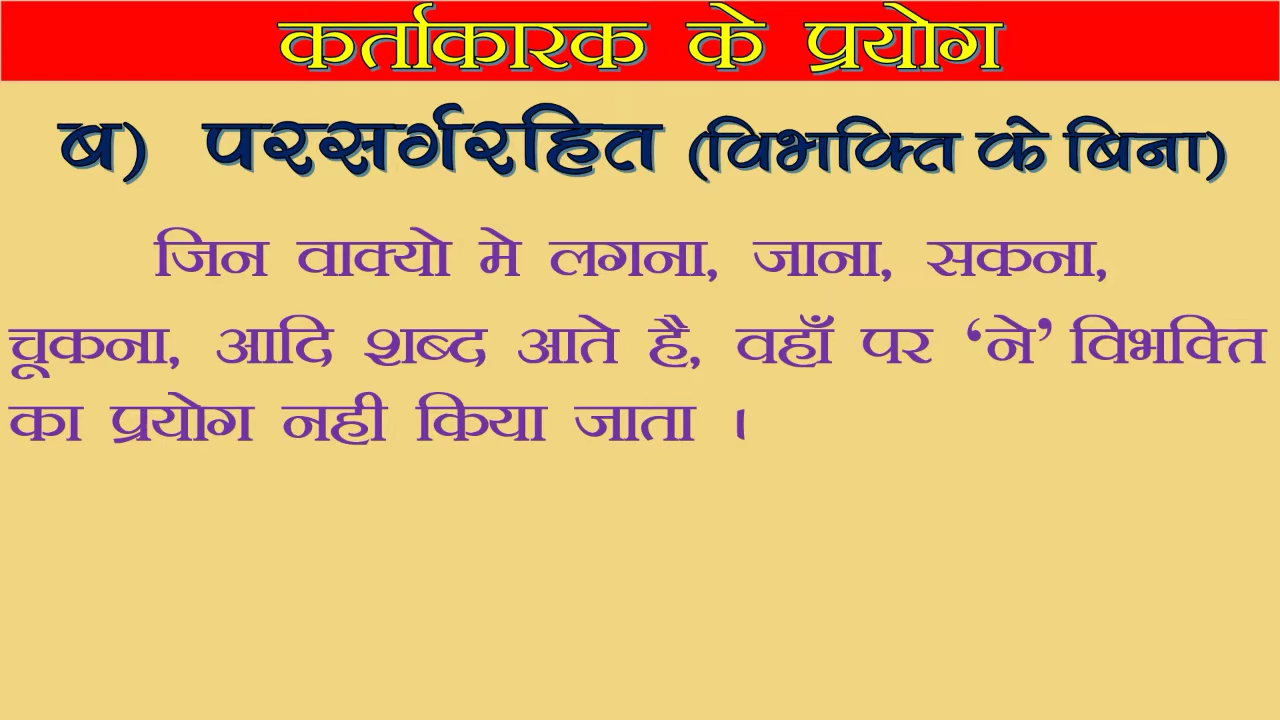 कर्ताकारक के प्रयोग
ब) परसर्गरहित (विभक्ति के बिना)
जिन वाक्यो मे लगना, जाना, सकना,
चूकना, आदि शब्द आते है, वहाँ पर ‘ने’ विभक्ति
का प्रयोग नही किया जाता ।